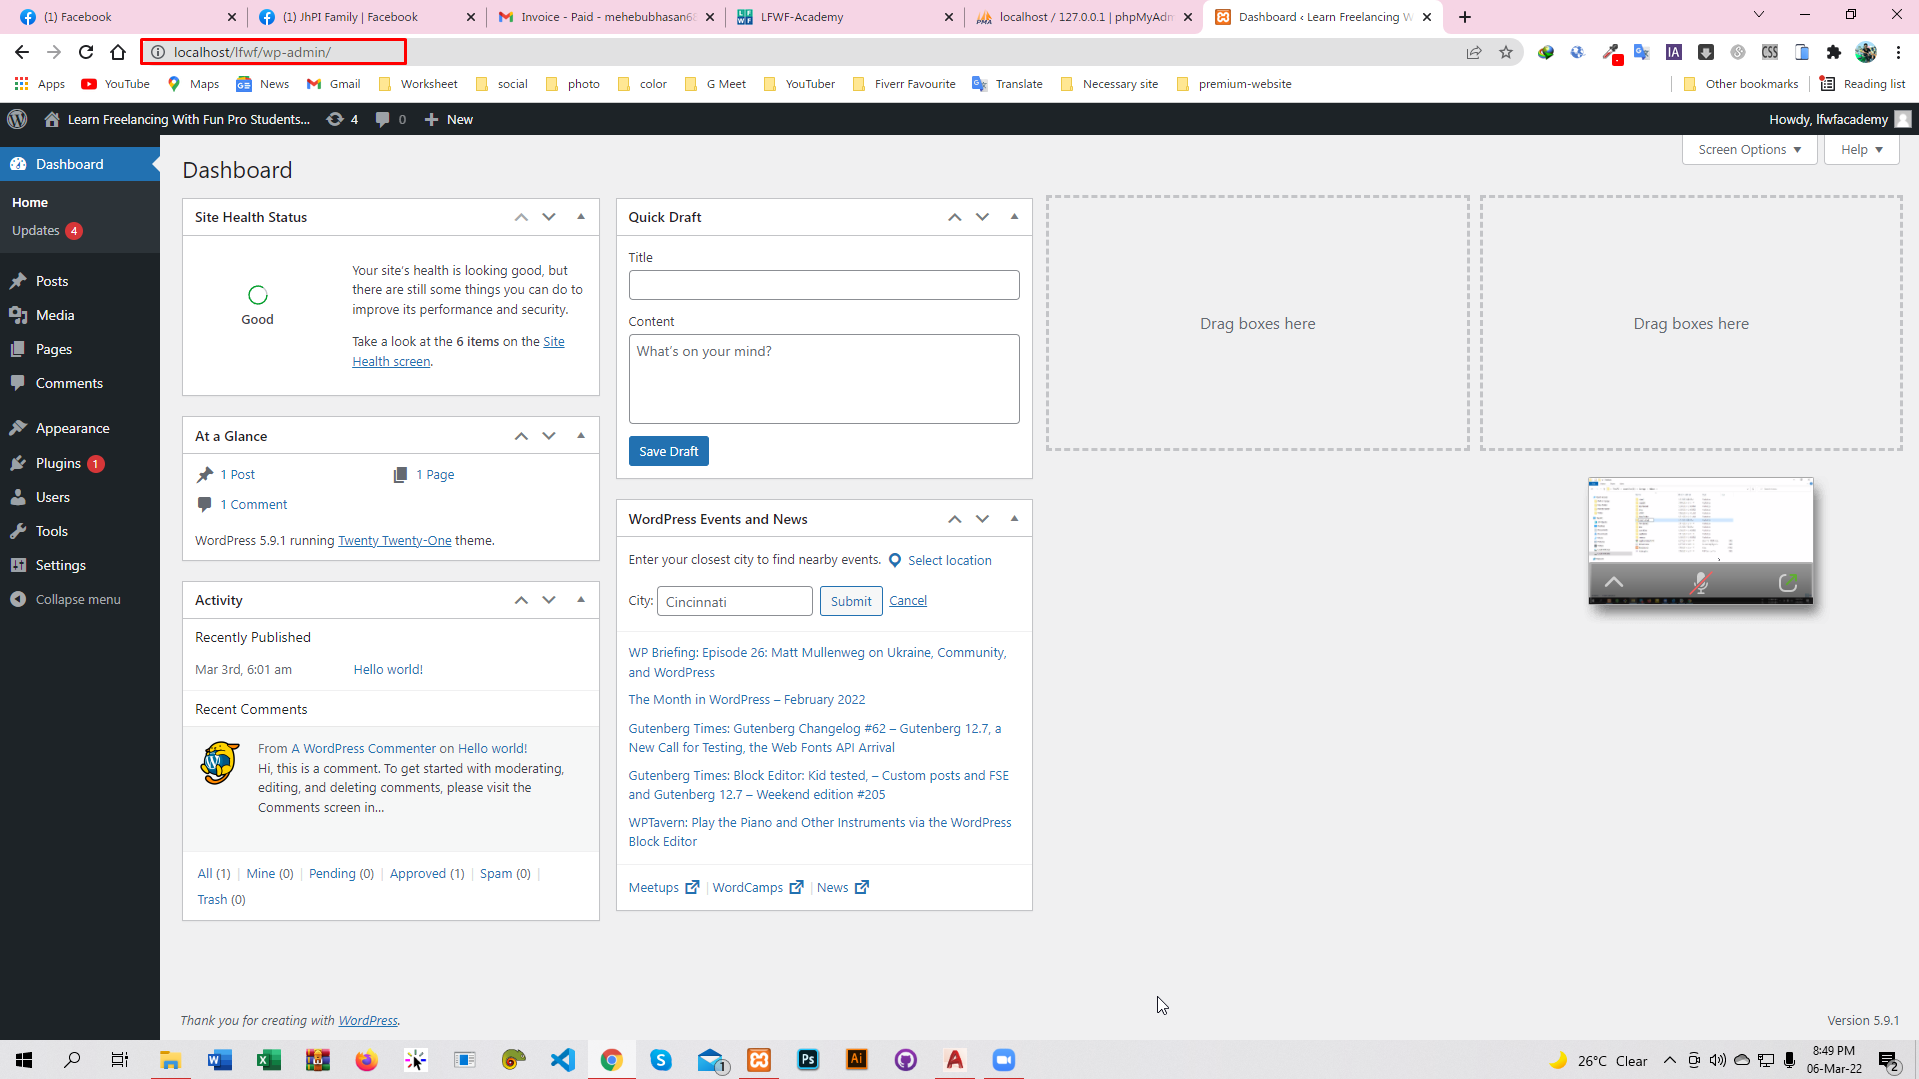 (1) Facebook
(1) JhPI Family | Facebook
Invoice - Paid - mehebubhasan6
LFWF-Academy
localhost / 127.0.0.1 | phpMyAdm
Dashboard ‹ Learn Freelancing W
localhost/lfwf/wp-admin/
IA
CSS
Apps
YouTube
Maps
News
Gmail
Worksheet
social
photo
color
G Meet
YouTuber
Fiverr Favourite
Translate
Necessary site
premium-website
Other bookmarks
Reading list
Learn Freelancing With Fun Pro Students...
4
0
New
Howdy, lfwfacademy
Dashboard
Home
Updates 4
Posts
Media
Pages
Comments
Appearance
Plugins 1
Users
Tools
Settings
Collapse menu
Dashboard
Screen Options
Help
Site Health Status
Good
Your site's health is looking good, but
there are still some things you can do to
improve its performance and security.
Take a look at the 6 items on the Site
Health screen.
At a Glance
1 Post
1 Page
1 Comment
WordPress 5.9.1 running Twenty Twenty-One theme.
Activity
Recently Published
Mar 3rd, 6:01 am
Hello world!
Recent Comments
From A WordPress Commenter on Hello world!
Hi, this is a comment. To get started with moderating,
editing, and deleting comments, please visit the
Comments screen in…
All (1) | Mine (0) | Pending (0) | Approved (1) | Spam (0) |
Trash (0)
Quick Draft
Title
Content
What's on your mind?
Save Draft
WordPress Events and News
Enter your closest city to find nearby events. Select location
City: Cincinnati Submit Cancel
WP Briefing: Episode 26: Matt Mullenweg on Ukraine, Community,
and WordPress
The Month in WordPress – February 2022
Gutenberg Times: Gutenberg Changelog #62 – Gutenberg 12.7, a
New Call for Testing, the Web Fonts API Arrival
Gutenberg Times: Block Editor: Kid tested, – Custom posts and FSE
and Gutenberg 12.7 – Weekend edition #205
WPTavern: Play the Piano and Other Instruments via the WordPress
Block Editor
Meetups | WordCamps | News
Drag boxes here
Drag boxes here
Thank you for creating with WordPress.
Version 5.9.1
1
Ps
Ai
26°C Clear
8:49 PM
06-Mar-22
2